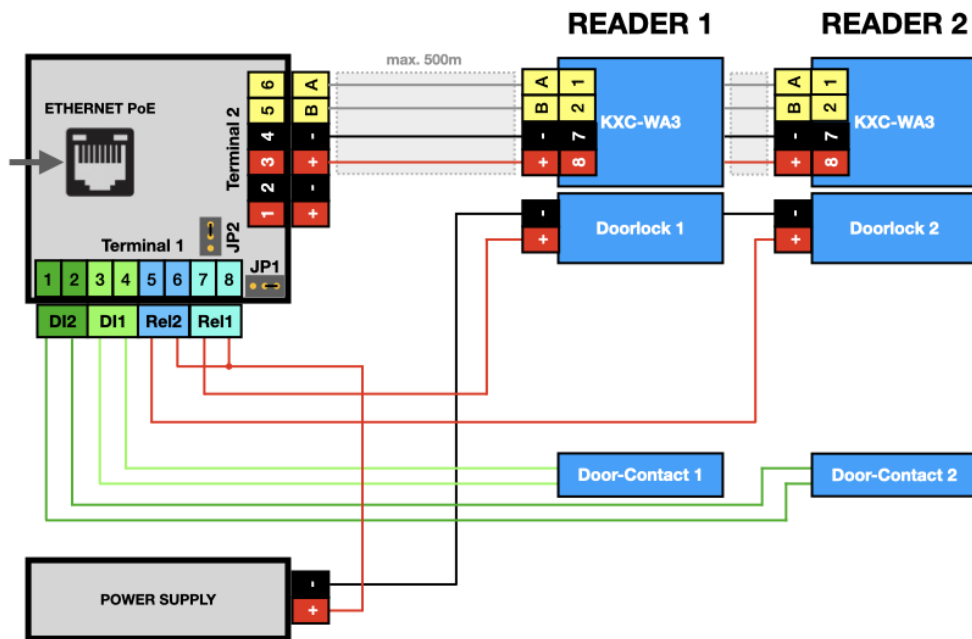 READER 1
READER 2
max. 500m
ETHERNET PoE
Terminal 2
6
5
4
3
2
1
A
B
-
+
-
+
A 1
B 2
- 7
+ 8
KXC-WA3
A 1
B 2
- 7
+ 8
KXC-WA3
-
+
Doorlock 1
-
+
Doorlock 2
JP2
Terminal 1
JP1
1 2 3 4 5 6 7 8
DI2 DI1 Rel2 Rel1
Door-Contact 1
Door-Contact 2
POWER SUPPLY
-
+